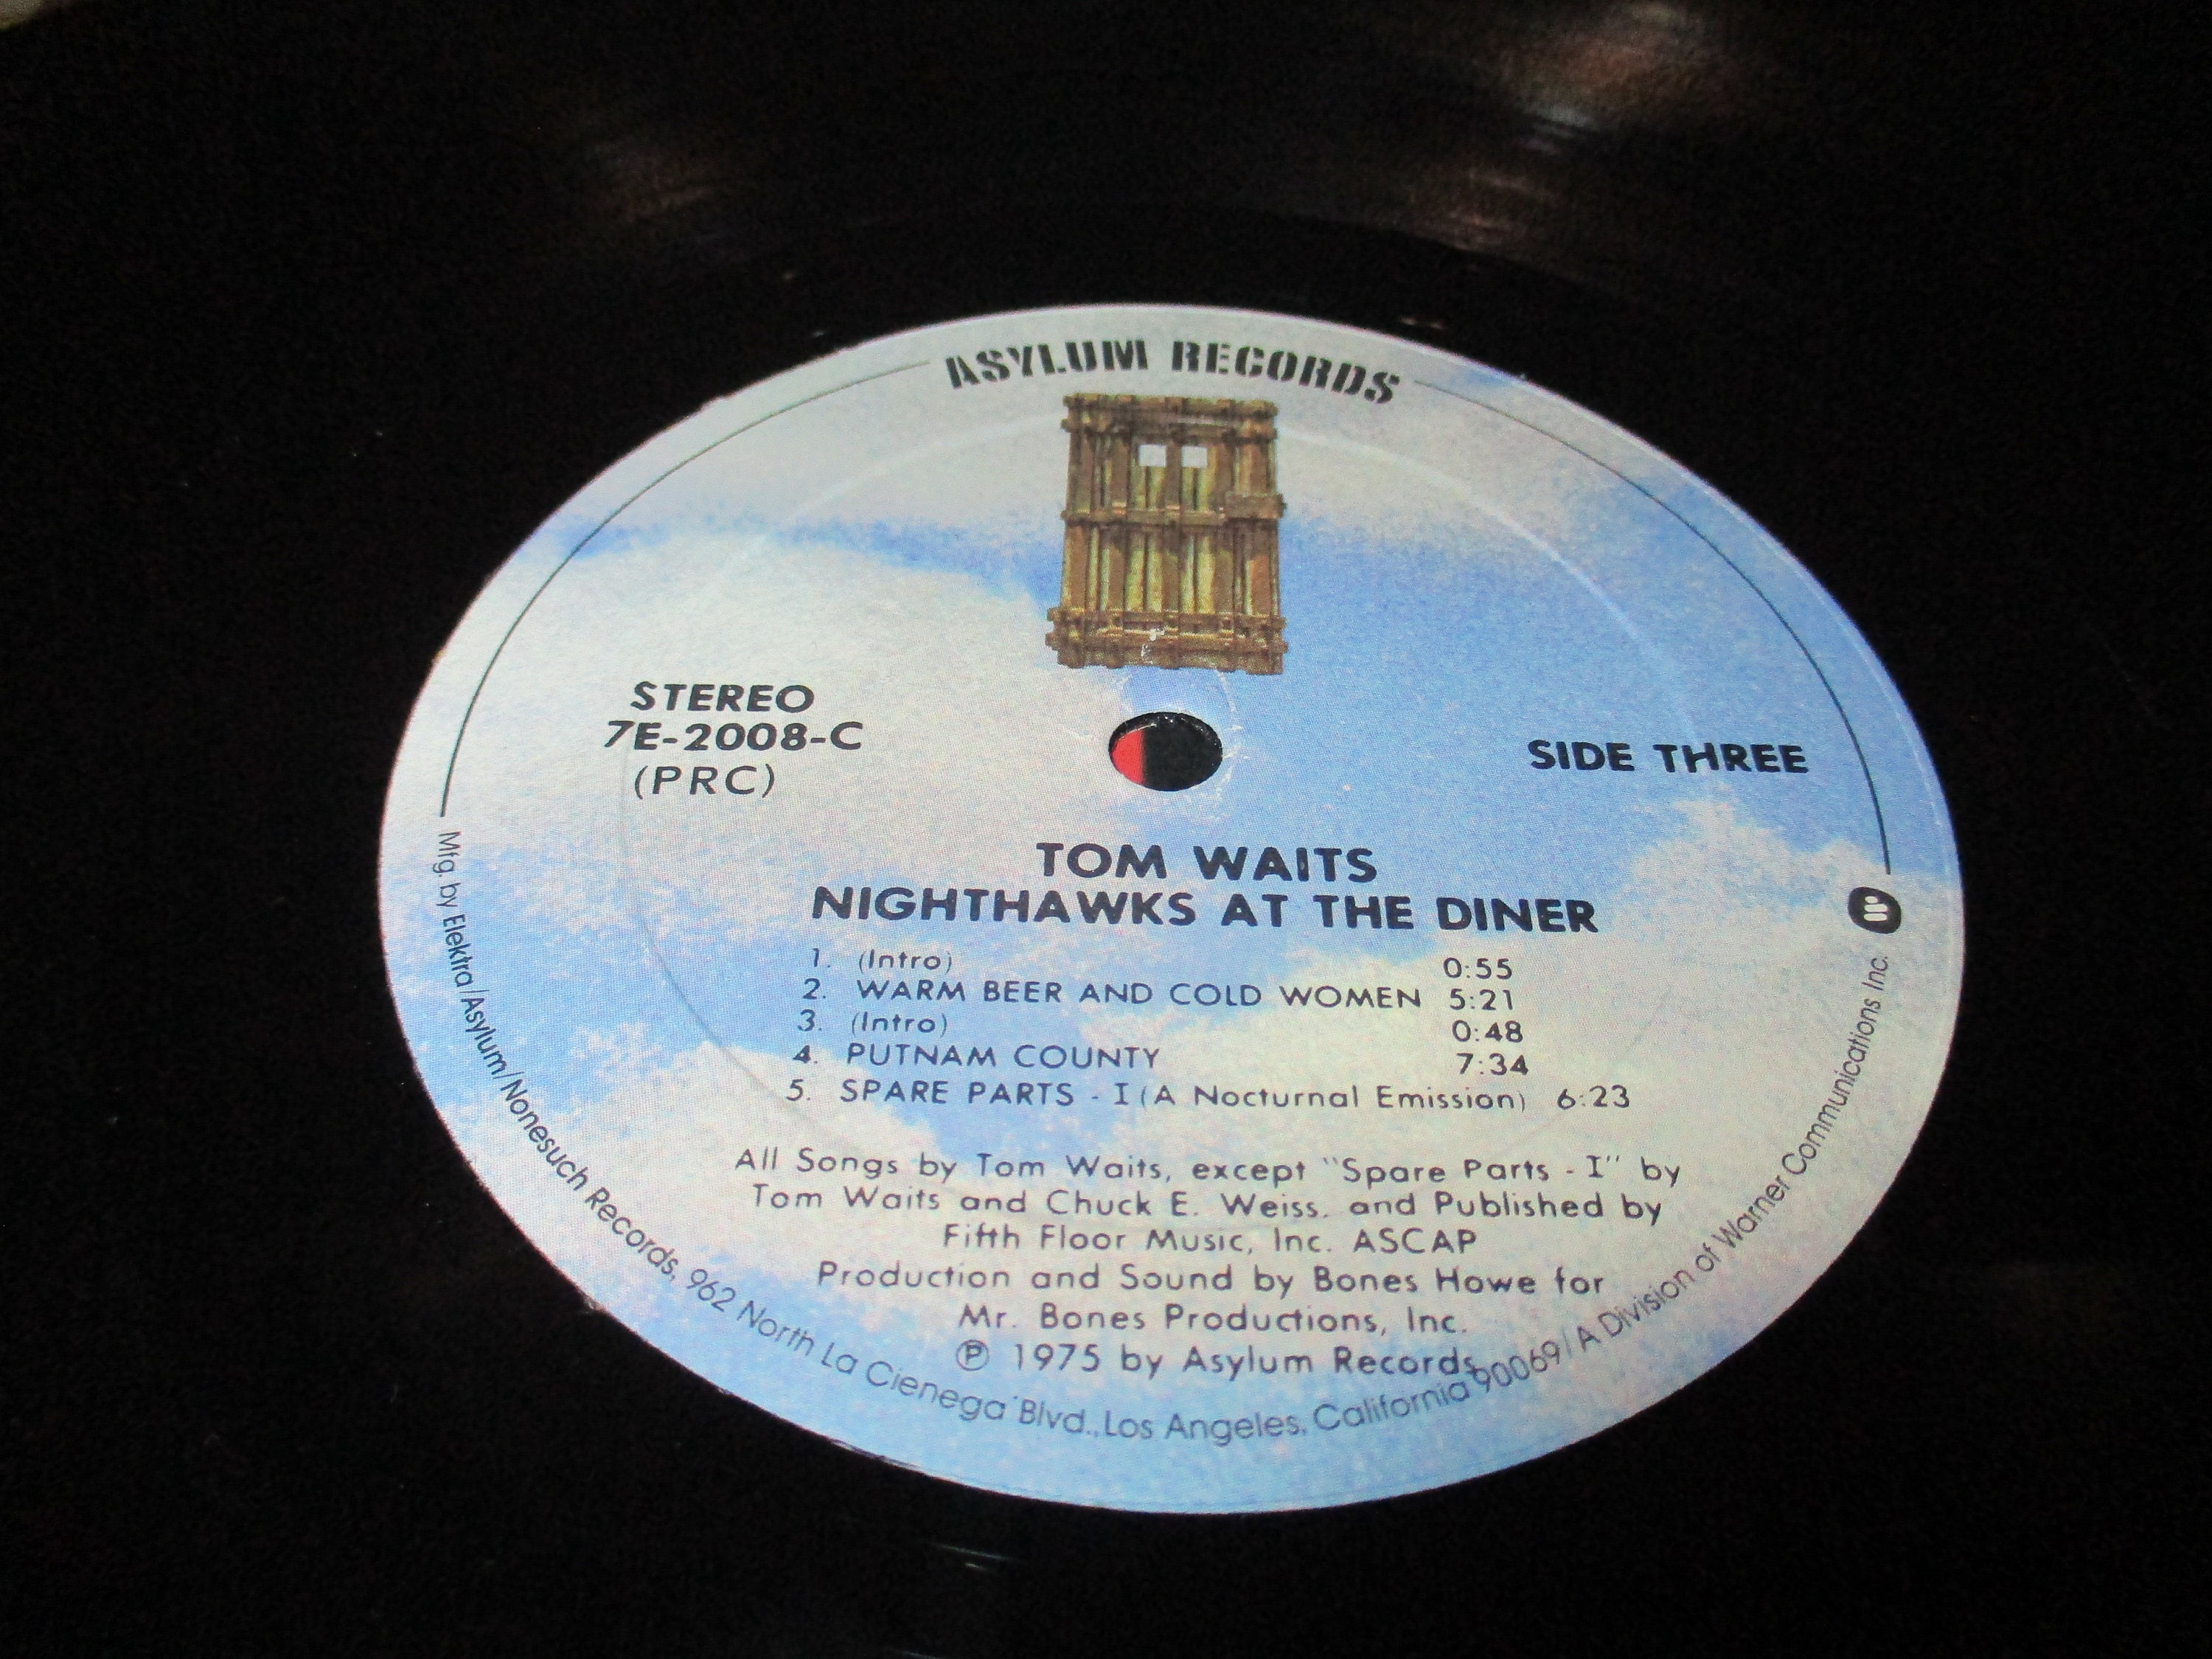 ASYLUM RECORDS
STEREO
7E-2008-C
(PRC)
SIDE THREE
TOM WAITS
NIGHTHAWKS AT THE DINER
1. (Intro) 0:55
2. WARM BEER AND COLD WOMEN 5:21
3. (Intro) 0:48
4. PUTNAM COUNTY 7:34
5. SPARE PARTS - I (A Nocturnal Emission) 6:23
All Songs by Tom Waits, except "Spare Parts - I" by
Tom Waits and Chuck E. Weiss. and Published by
Fifth Floor Music, Inc. ASCAP
Production and Sound by Bones Howe for
Mr. Bones Productions, Inc.
℗ 1975 by Asylum Records
Mfg. by Elektra/Asylum/Nonesuch Records, 962 North La Cienega Blvd., Los Angeles, California 90069/A Division of Warner Communications Inc.